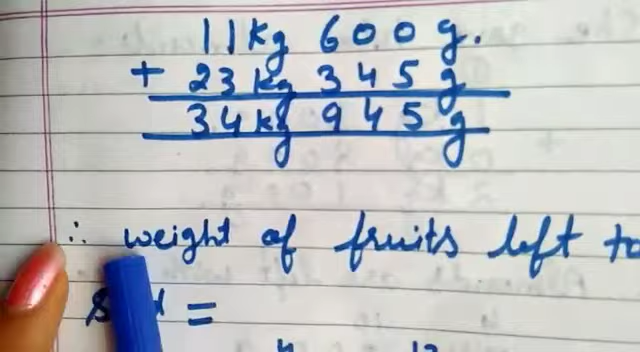 11 kg 600 g.
+ 23 kg 345 g
34 kg 945 g
∴ weight of fruits left to
=